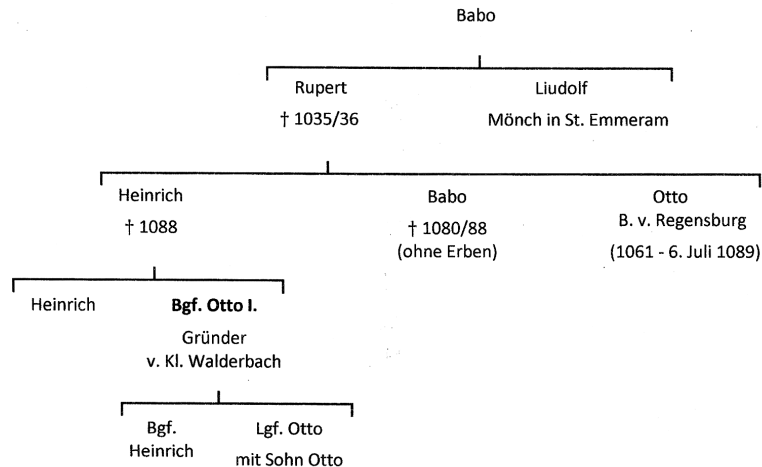 Babo
Rupert
† 1035/36
Liudolf
Mönch in St. Emmeram
Heinrich
† 1088
Babo
† 1080/88
(ohne Erben)
Otto
B. v. Regensburg
(1061 - 6. Juli 1089)
Heinrich
Bgf. Otto I.
Gründer
v. Kl. Walderbach
Bgf.
Heinrich
Lgf. Otto
mit Sohn Otto